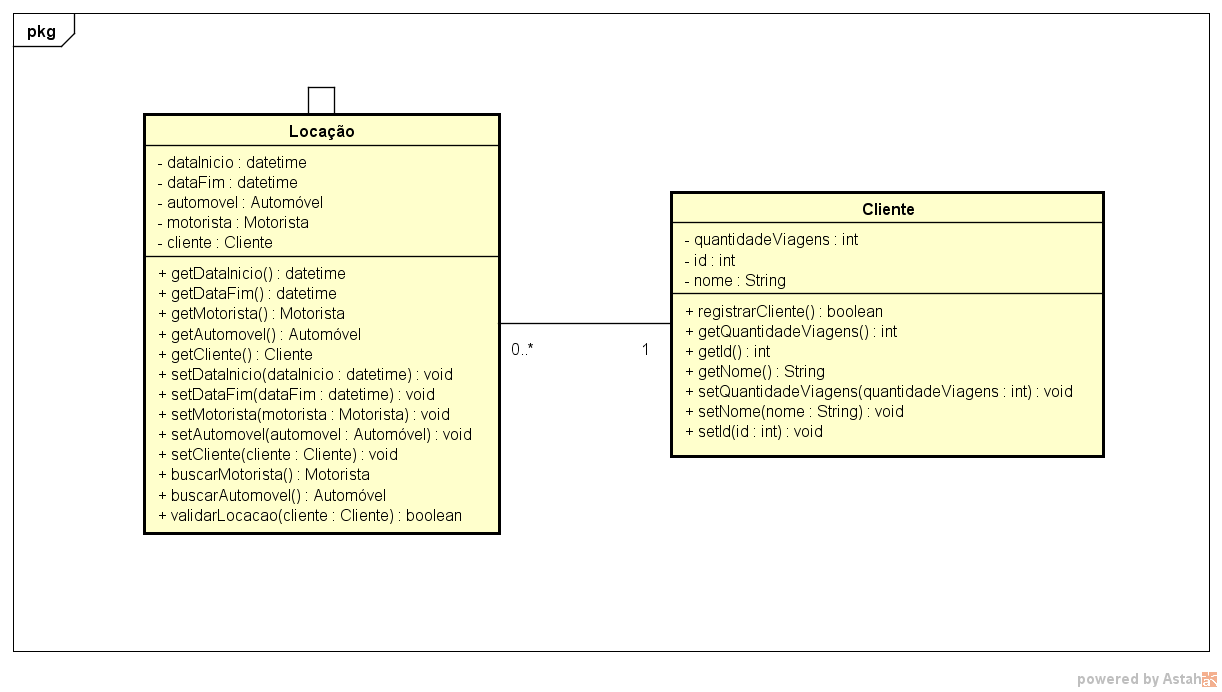 pkg
Locação
- dataInicio : datetime
- dataFim : datetime
- automovel : Automóvel
- motorista : Motorista
- cliente : Cliente
+ getDataInicio() : datetime
+ getDataFim() : datetime
+ getMotorista() : Motorista
+ getAutomovel() : Automóvel
+ getCliente() : Cliente
+ setDataInicio(dataInicio : datetime) : void
+ setDataFim(dataFim : datetime) : void
+ setMotorista(motorista : Motorista) : void
+ setAutomovel(automovel : Automóvel) : void
+ setCliente(cliente : Cliente) : void
+ buscarMotorista() : Motorista
+ buscarAutomovel() : Automóvel
+ validarLocacao(cliente : Cliente) : boolean
0..*
1
Cliente
- quantidadeViagens : int
- id : int
- nome : String
+ registrarCliente() : boolean
+ getQuantidadeViagens() : int
+ getId() : int
+ getNome() : String
+ setQuantidadeViagens(quantidadeViagens : int) : void
+ setNome(nome : String) : void
+ setId(id : int) : void
powered by Astah